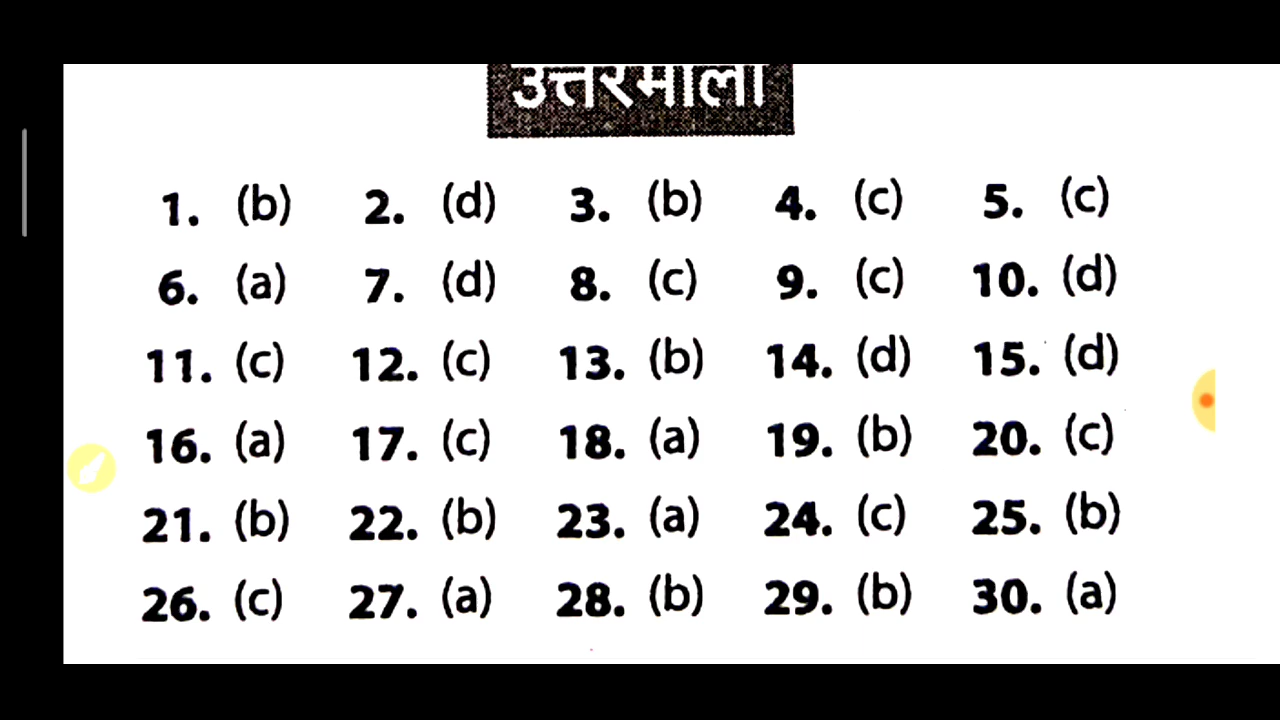 उत्तरमाला
1. (b) 2. (d) 3. (b) 4. (c) 5. (c)
6. (a) 7. (d) 8. (c) 9. (c) 10. (d)
11. (c) 12. (c) 13. (b) 14. (d) 15. (d)
16. (a) 17. (c) 18. (a) 19. (b) 20. (c)
21. (b) 22. (b) 23. (a) 24. (c) 25. (b)
26. (c) 27. (a) 28. (b) 29. (b) 30. (a)